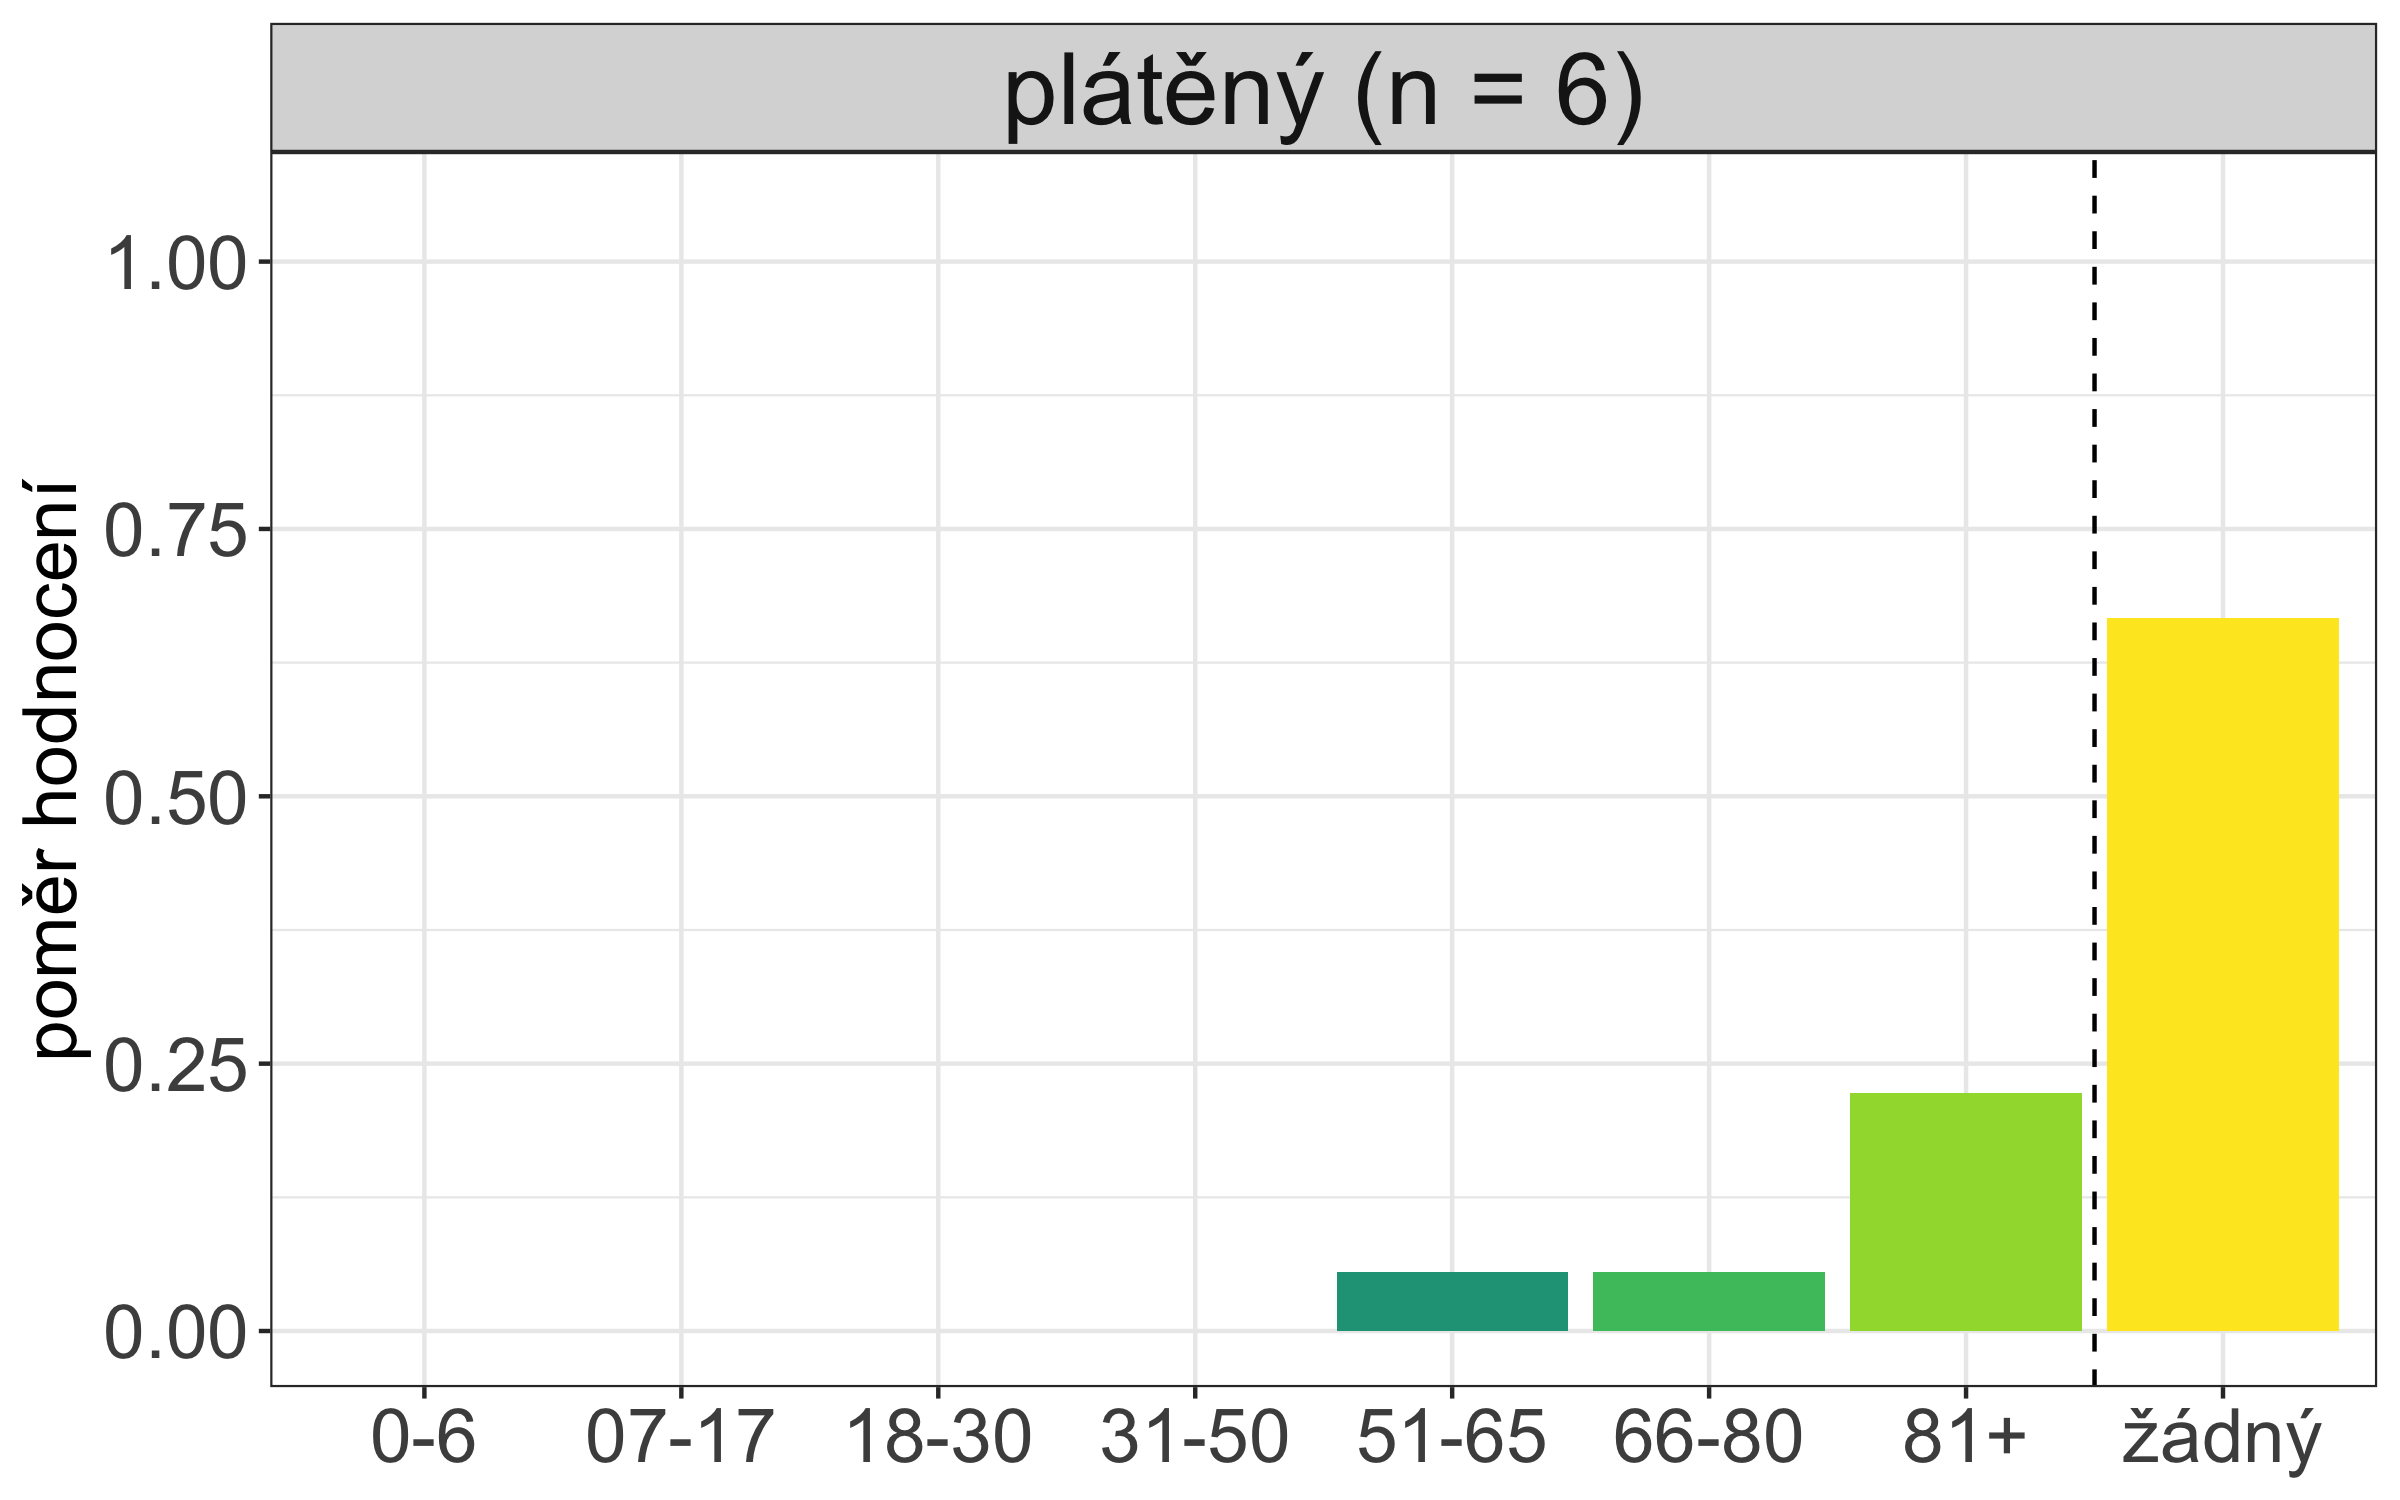 plátěný (n = 6)
poměr hodnocení
1.00
0.75
0.50
0.25
0.00
0-6 07-17 18-30 31-50 51-65 66-80 81+ žádný